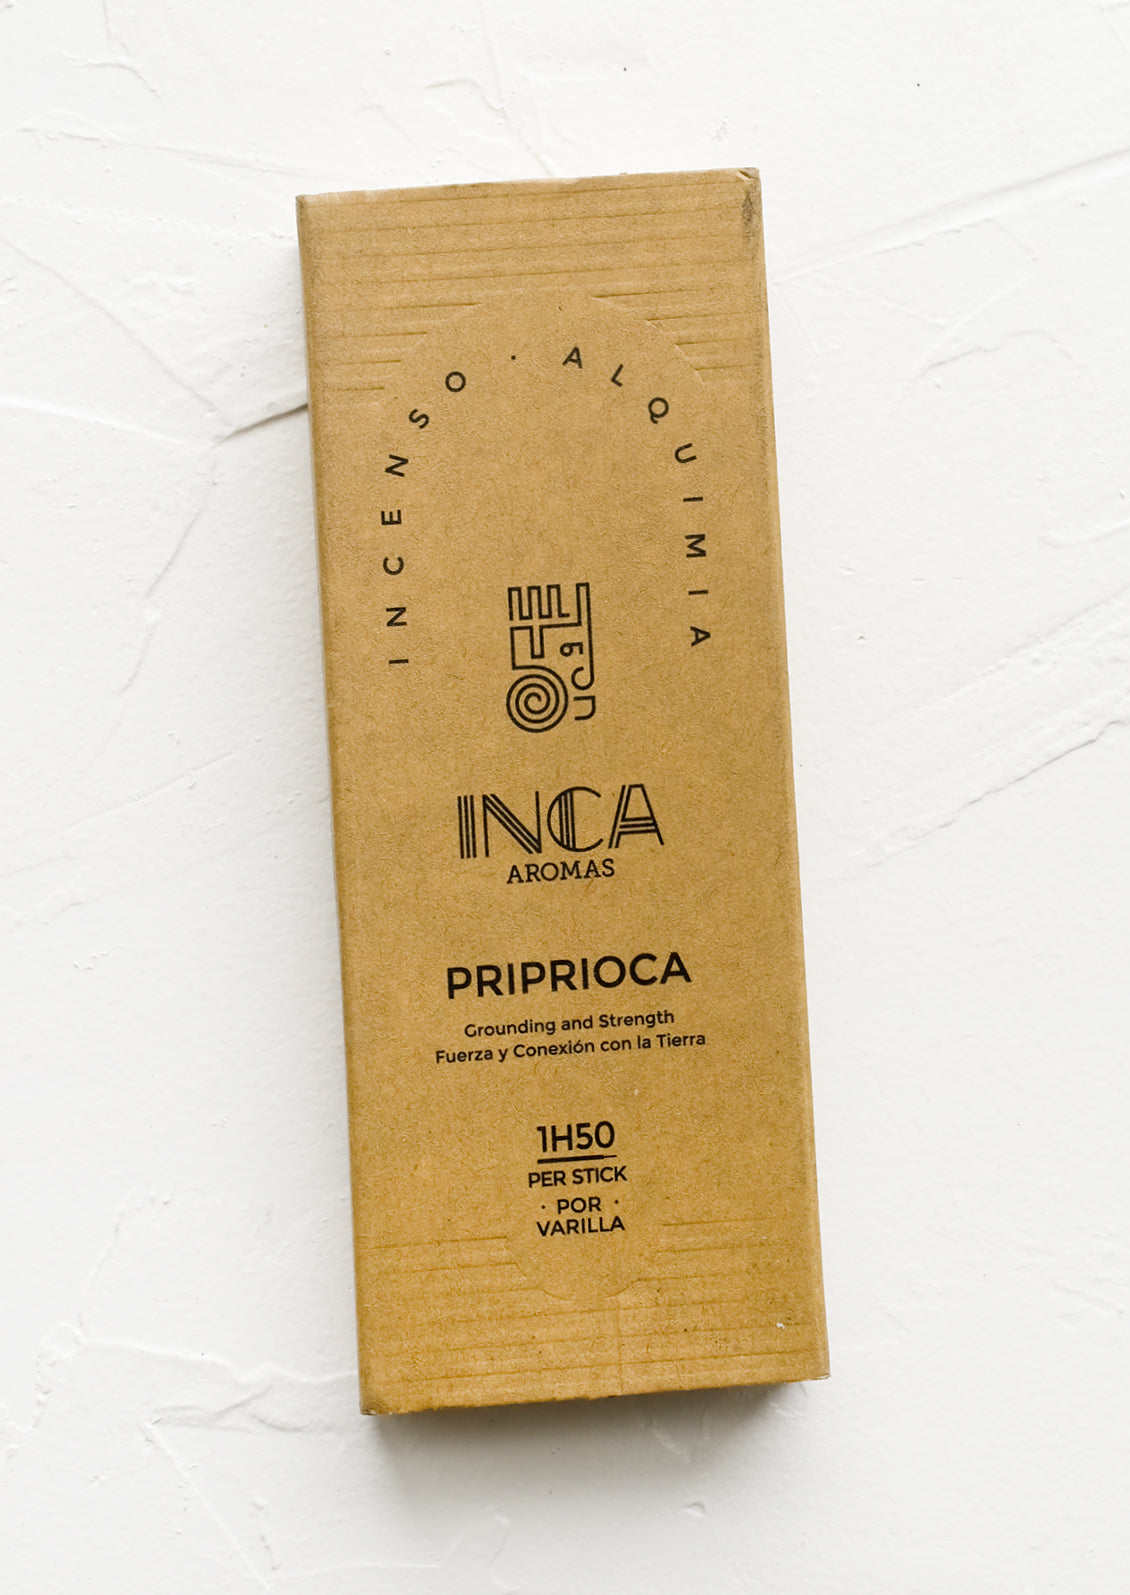 INCENSO · ALQUIMIA
INCA
AROMAS
PRIPRIOCA
Grounding and Strength
Fuerza y Conexión con la Tierra
1H50
PER STICK
· POR ·
VARILLA